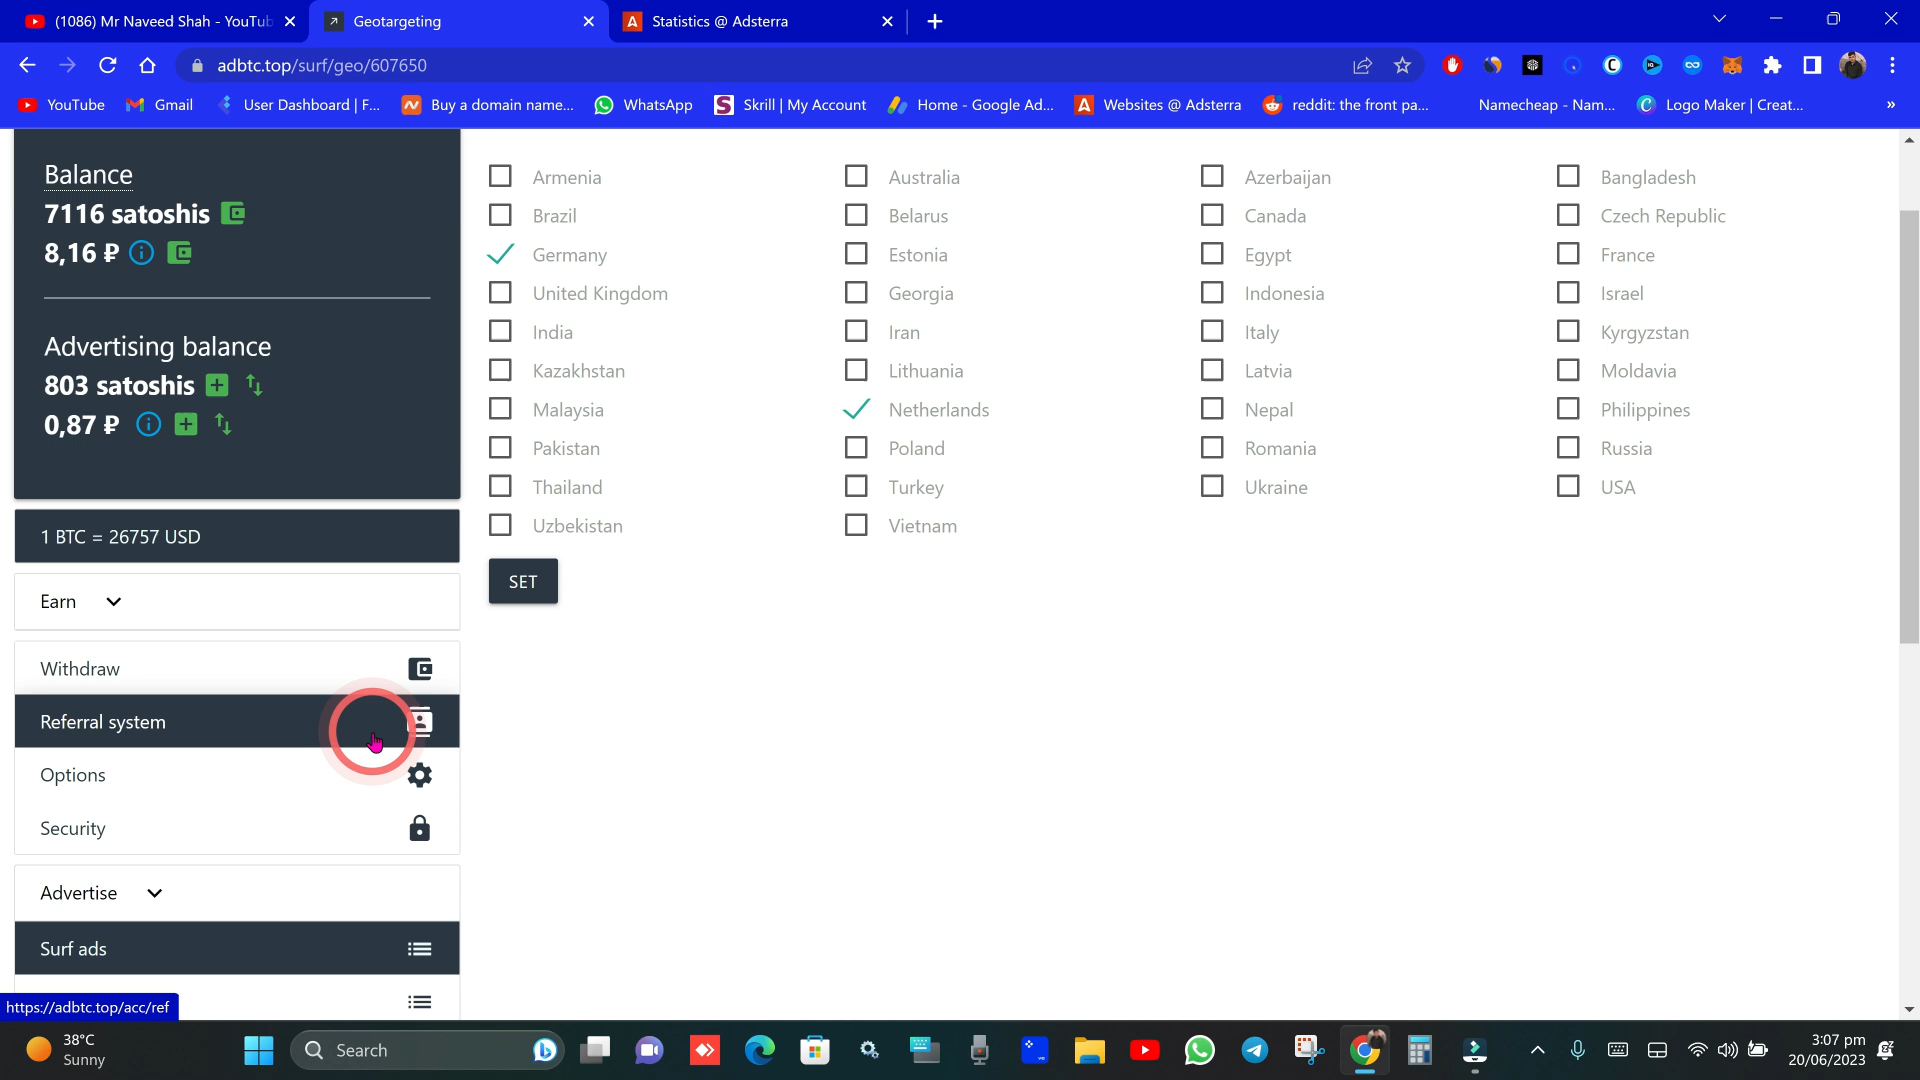 (1086) Mr Naveed Shah - YouTub
Geotargeting
Statistics @ Adsterra
adbtc.top/surf/geo/607650
YouTube
Gmail
User Dashboard | F...
Buy a domain name...
WhatsApp
Skrill | My Account
Home - Google Ad...
Websites @ Adsterra
reddit: the front pa...
Namecheap - Nam...
Logo Maker | Creat...
»
Balance
7116 satoshis
8,16 ₽
Advertising balance
803 satoshis
0,87 ₽
1 BTC = 26757 USD
Earn
Withdraw
Referral system
Options
Security
Advertise
Surf ads
https://adbtc.top/acc/ref
Armenia Australia Azerbaijan Bangladesh
Brazil Belarus Canada Czech Republic
Germany Estonia Egypt France
United Kingdom Georgia Indonesia Israel
India Iran Italy Kyrgyzstan
Kazakhstan Lithuania Latvia Moldavia
Malaysia Netherlands Nepal Philippines
Pakistan Poland Romania Russia
Thailand Turkey Ukraine USA
Uzbekistan Vietnam
SET
38°C
Sunny
Search
3:07 pm
20/06/2023